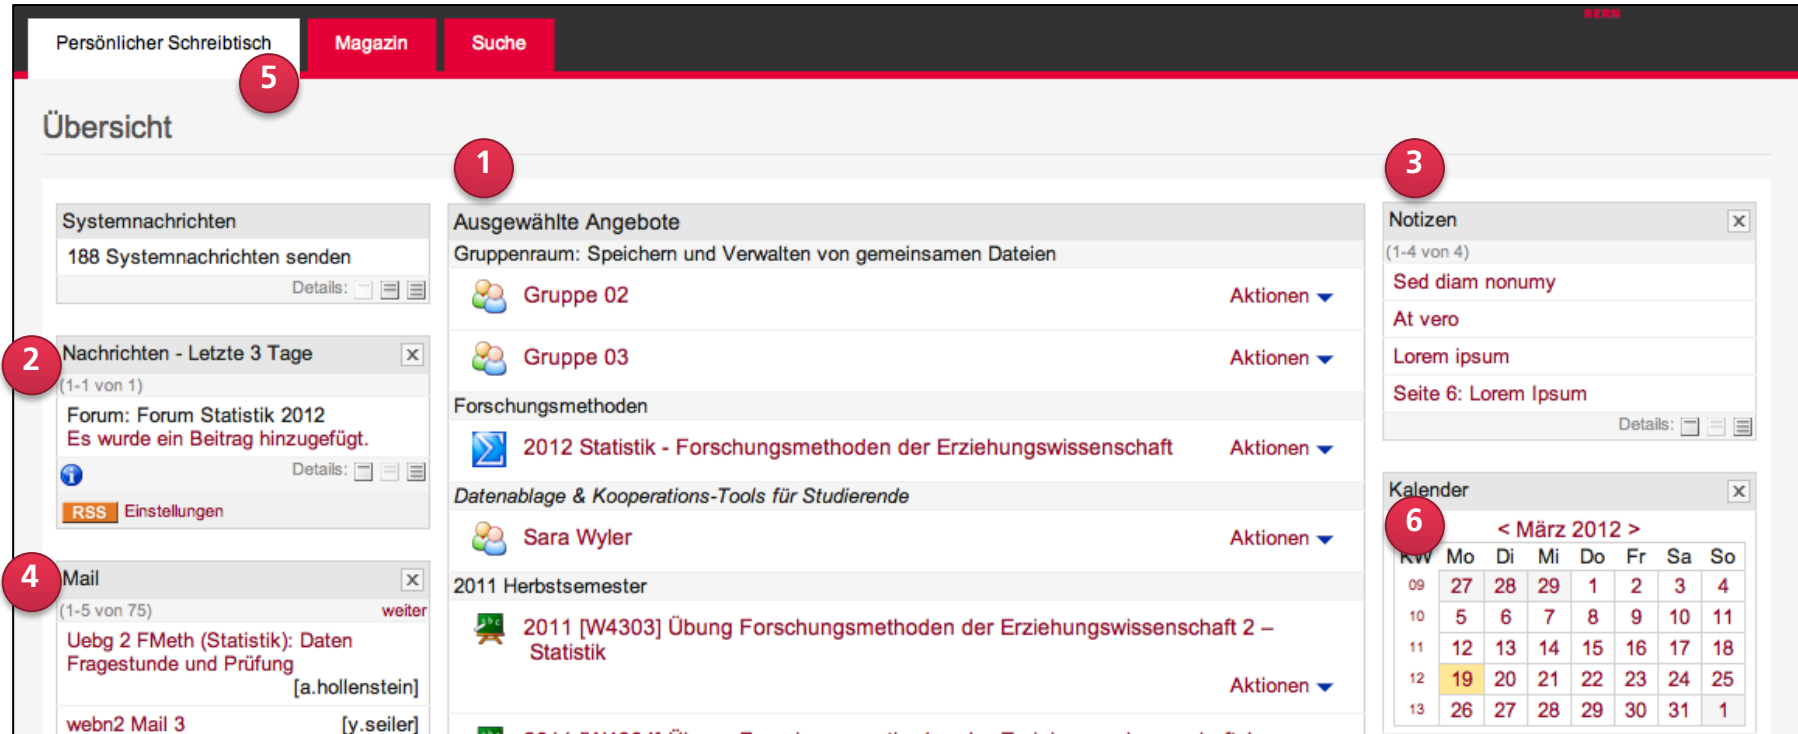 BERN
Persönlicher Schreibtisch
Magazin
Suche
5
Übersicht
1
3
Systemnachrichten
188 Systemnachrichten senden
Details:
2
Nachrichten - Letzte 3 Tage
x
(1-1 von 1)
Forum: Forum Statistik 2012
Es wurde ein Beitrag hinzugefügt.
i
Details:
RSS Einstellungen
4
Mail
x
(1-5 von 75) weiter
Uebg 2 FMeth (Statistik): Daten
Fragestunde und Prüfung
[a.hollenstein]
webn2 Mail 3 [y.seiler]
Ausgewählte Angebote
Gruppenraum: Speichern und Verwalten von gemeinsamen Dateien
Gruppe 02 Aktionen
Gruppe 03 Aktionen
Forschungsmethoden
Σ 2012 Statistik - Forschungsmethoden der Erziehungswissenschaft Aktionen
Datenablage & Kooperations-Tools für Studierende
Sara Wyler Aktionen
2011 Herbstsemester
abc 2011 [W4303] Übung Forschungsmethoden der Erziehungswissenschaft 2 –
Statistik
Aktionen
Notizen x
(1-4 von 4)
Sed diam nonumy
At vero
Lorem ipsum
Seite 6: Lorem Ipsum
Details:
Kalender x
6
< März 2012 >
KW Mo Di Mi Do Fr Sa So
09 27 28 29 1 2 3 4
10 5 6 7 8 9 10 11
11 12 13 14 15 16 17 18
12 19 20 21 22 23 24 25
13 26 27 28 29 30 31 1